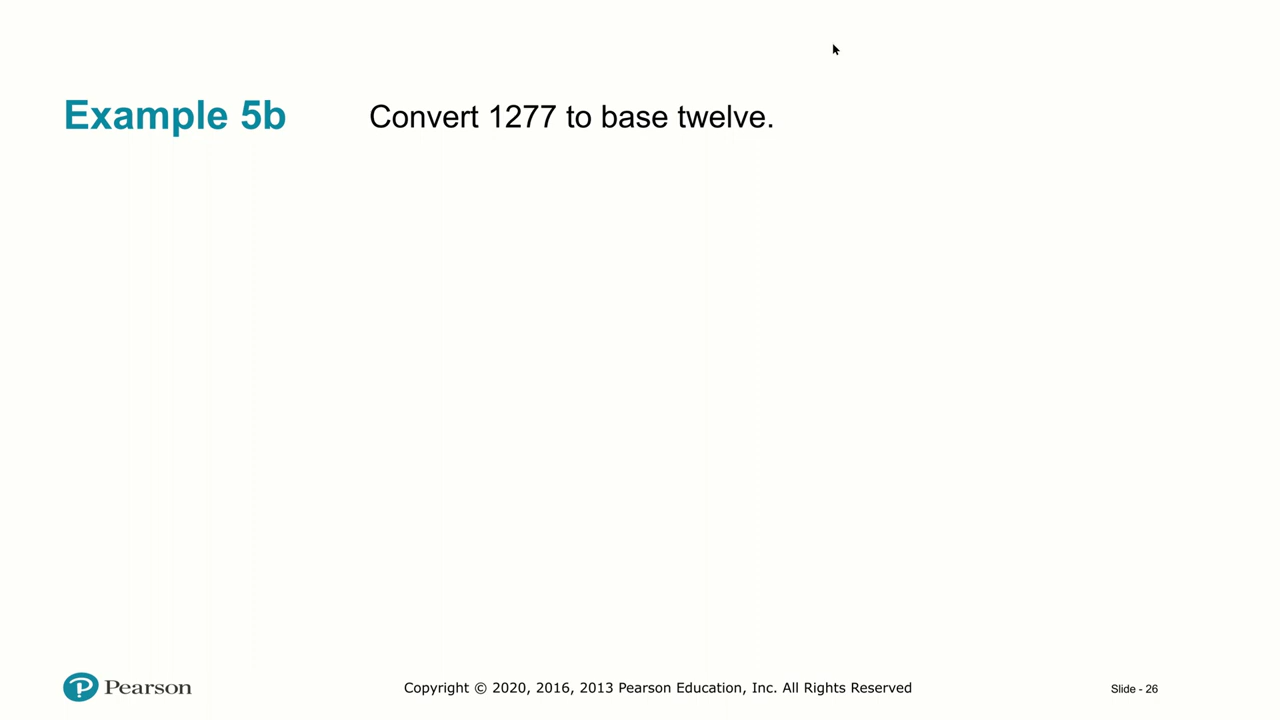 Example 5b Convert 1277 to base twelve.
Pearson Copyright © 2020, 2016, 2013 Pearson Education, Inc. All Rights Reserved Slide - 26